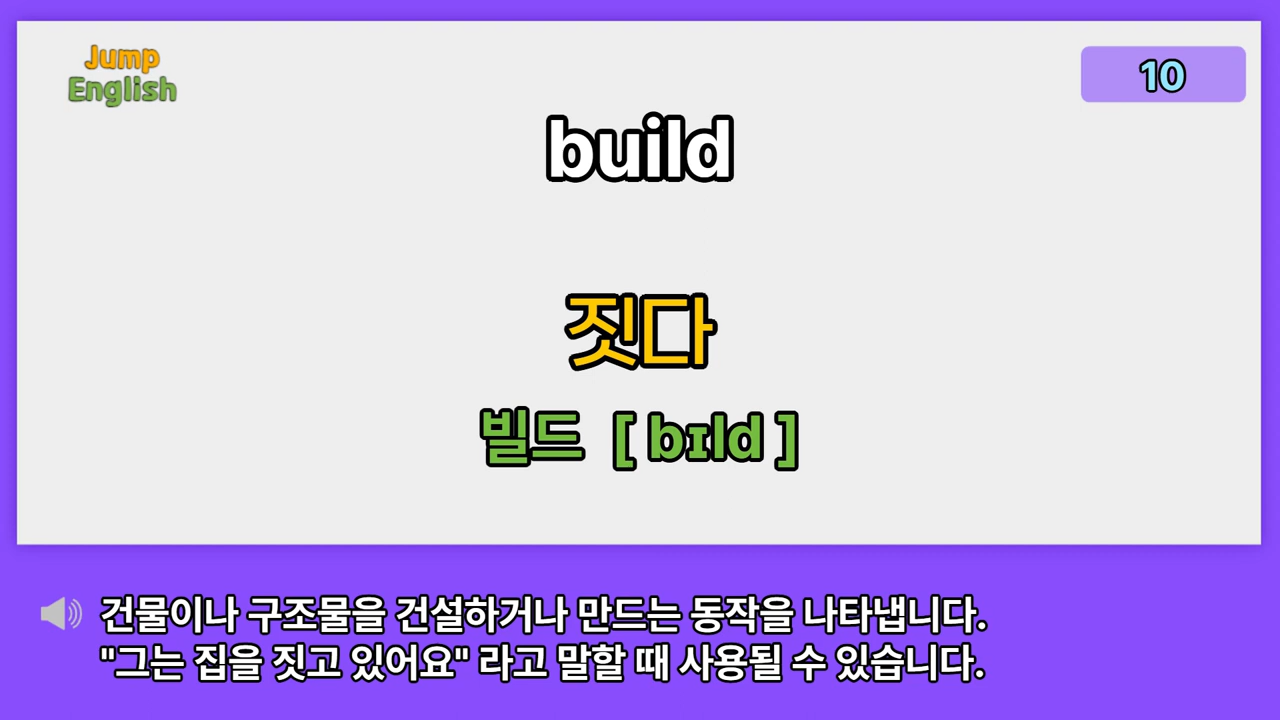 Jump
English
10
build
짓다
빌드 [ bɪld ]
건물이나 구조물을 건설하거나 만드는 동작을 나타냅니다.
"그는 집을 짓고 있어요" 라고 말할 때 사용될 수 있습니다.